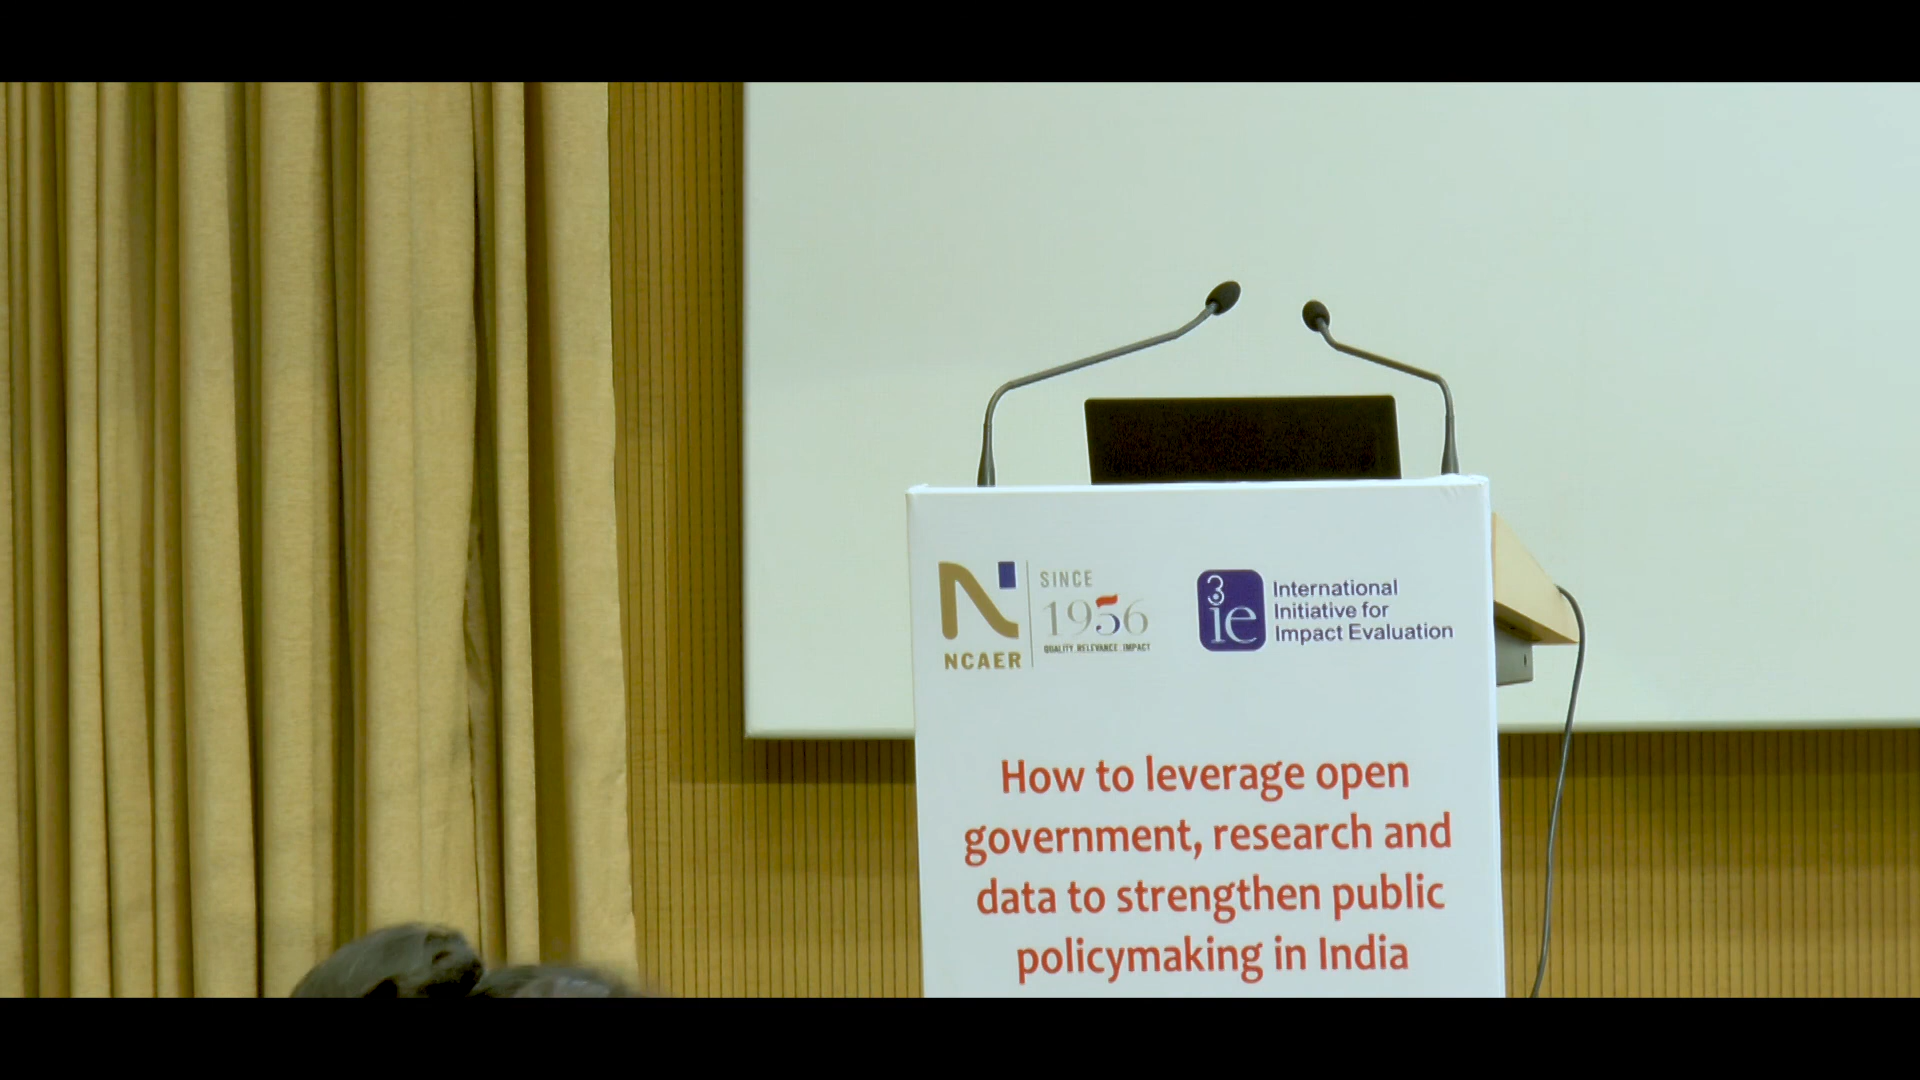 NCAER
SINCE
1956
QUALITY. RELEVANCE. IMPACT
3ie
International
Initiative for
Impact Evaluation
How to leverage open
government, research and
data to strengthen public
policymaking in India